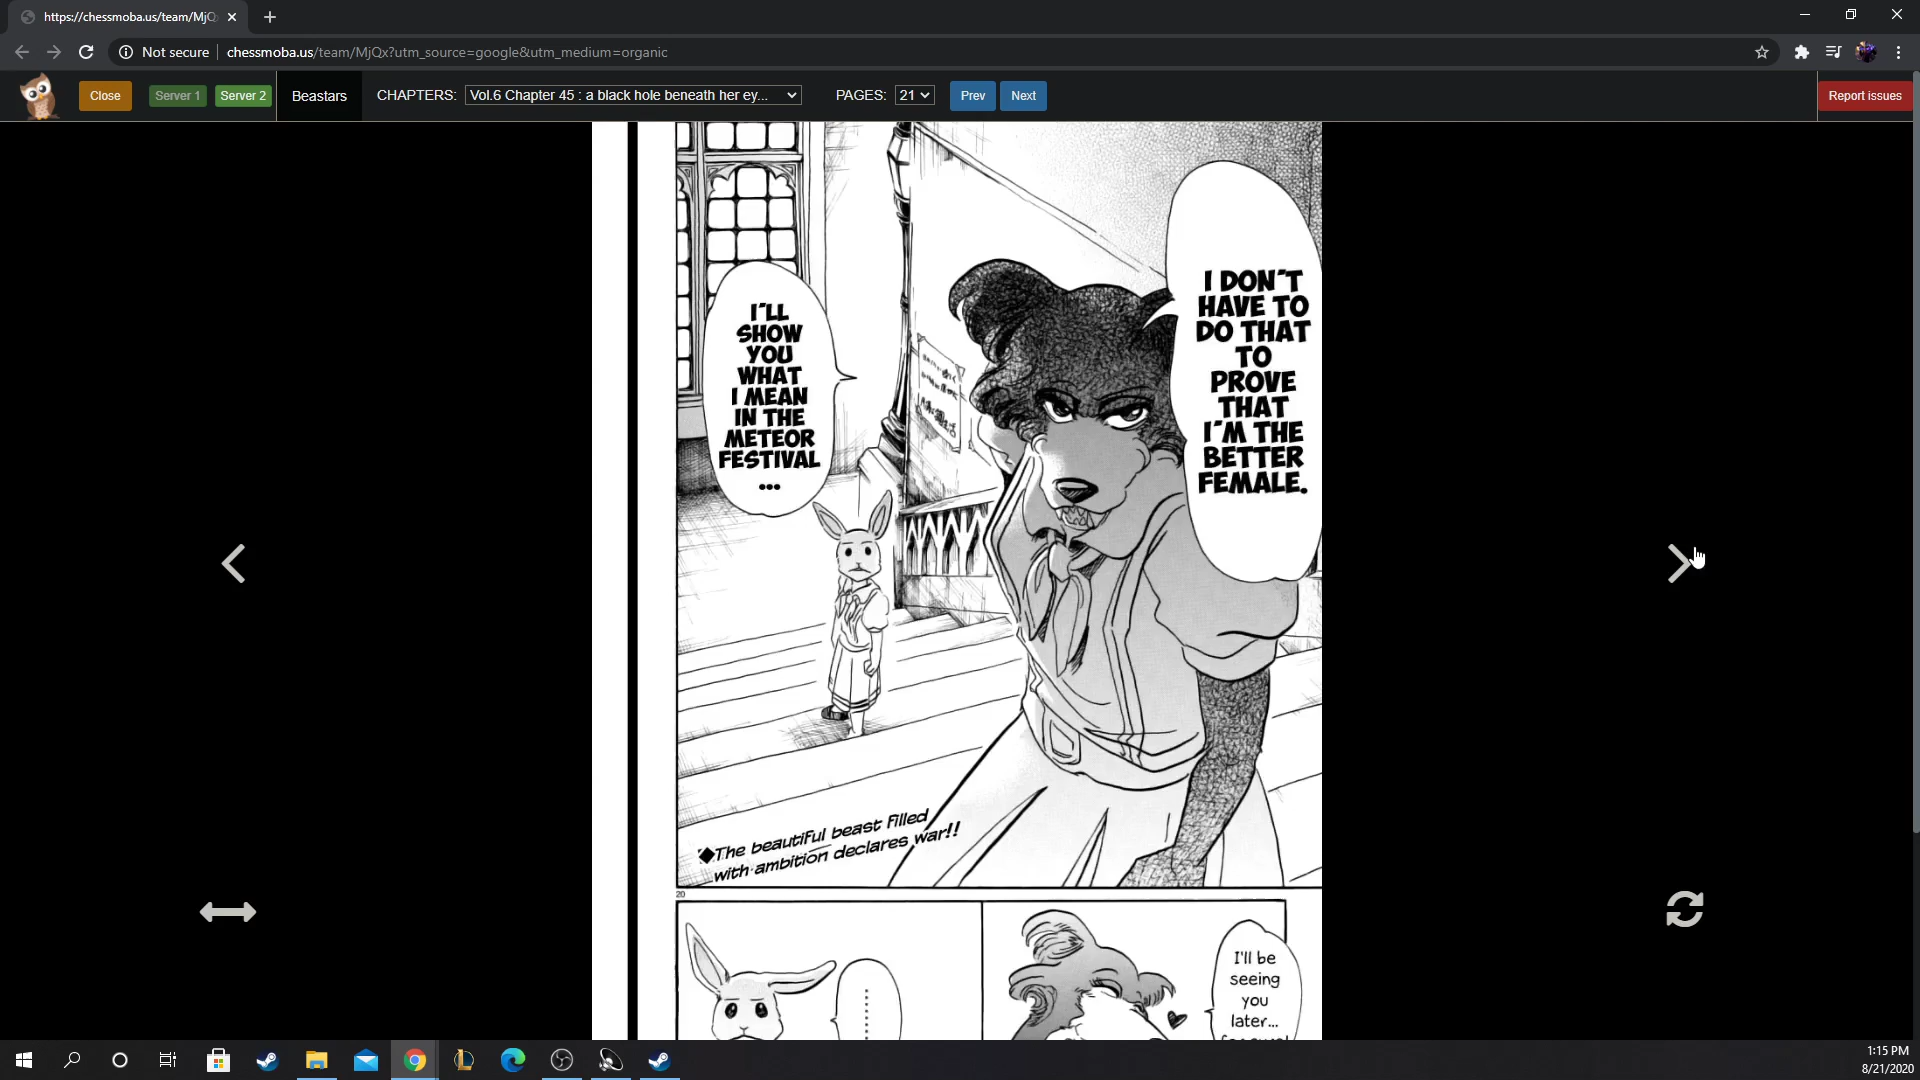 https://chessmoba.us/team/MjQ
Not secure
chessmoba.us/team/MjQx?utm_source=google&utm_medium=organic
Close
Server 1
Server 2
Beastars
CHAPTERS:
Vol.6 Chapter 45 : a black hole beneath her ey...
PAGES:
21
Prev
Next
Report issues
I DON'T
HAVE TO
DO THAT
TO
PROVE
THAT
I'M THE
BETTER
FEMALE.
I'LL
SHOW
YOU
WHAT
I MEAN
IN THE
METEOR
FESTIVAL
...
◆The beautiful beast filled
with ambition declares war!!
20
I'll be
seeing
you
later...
1:15 PM
8/21/2020